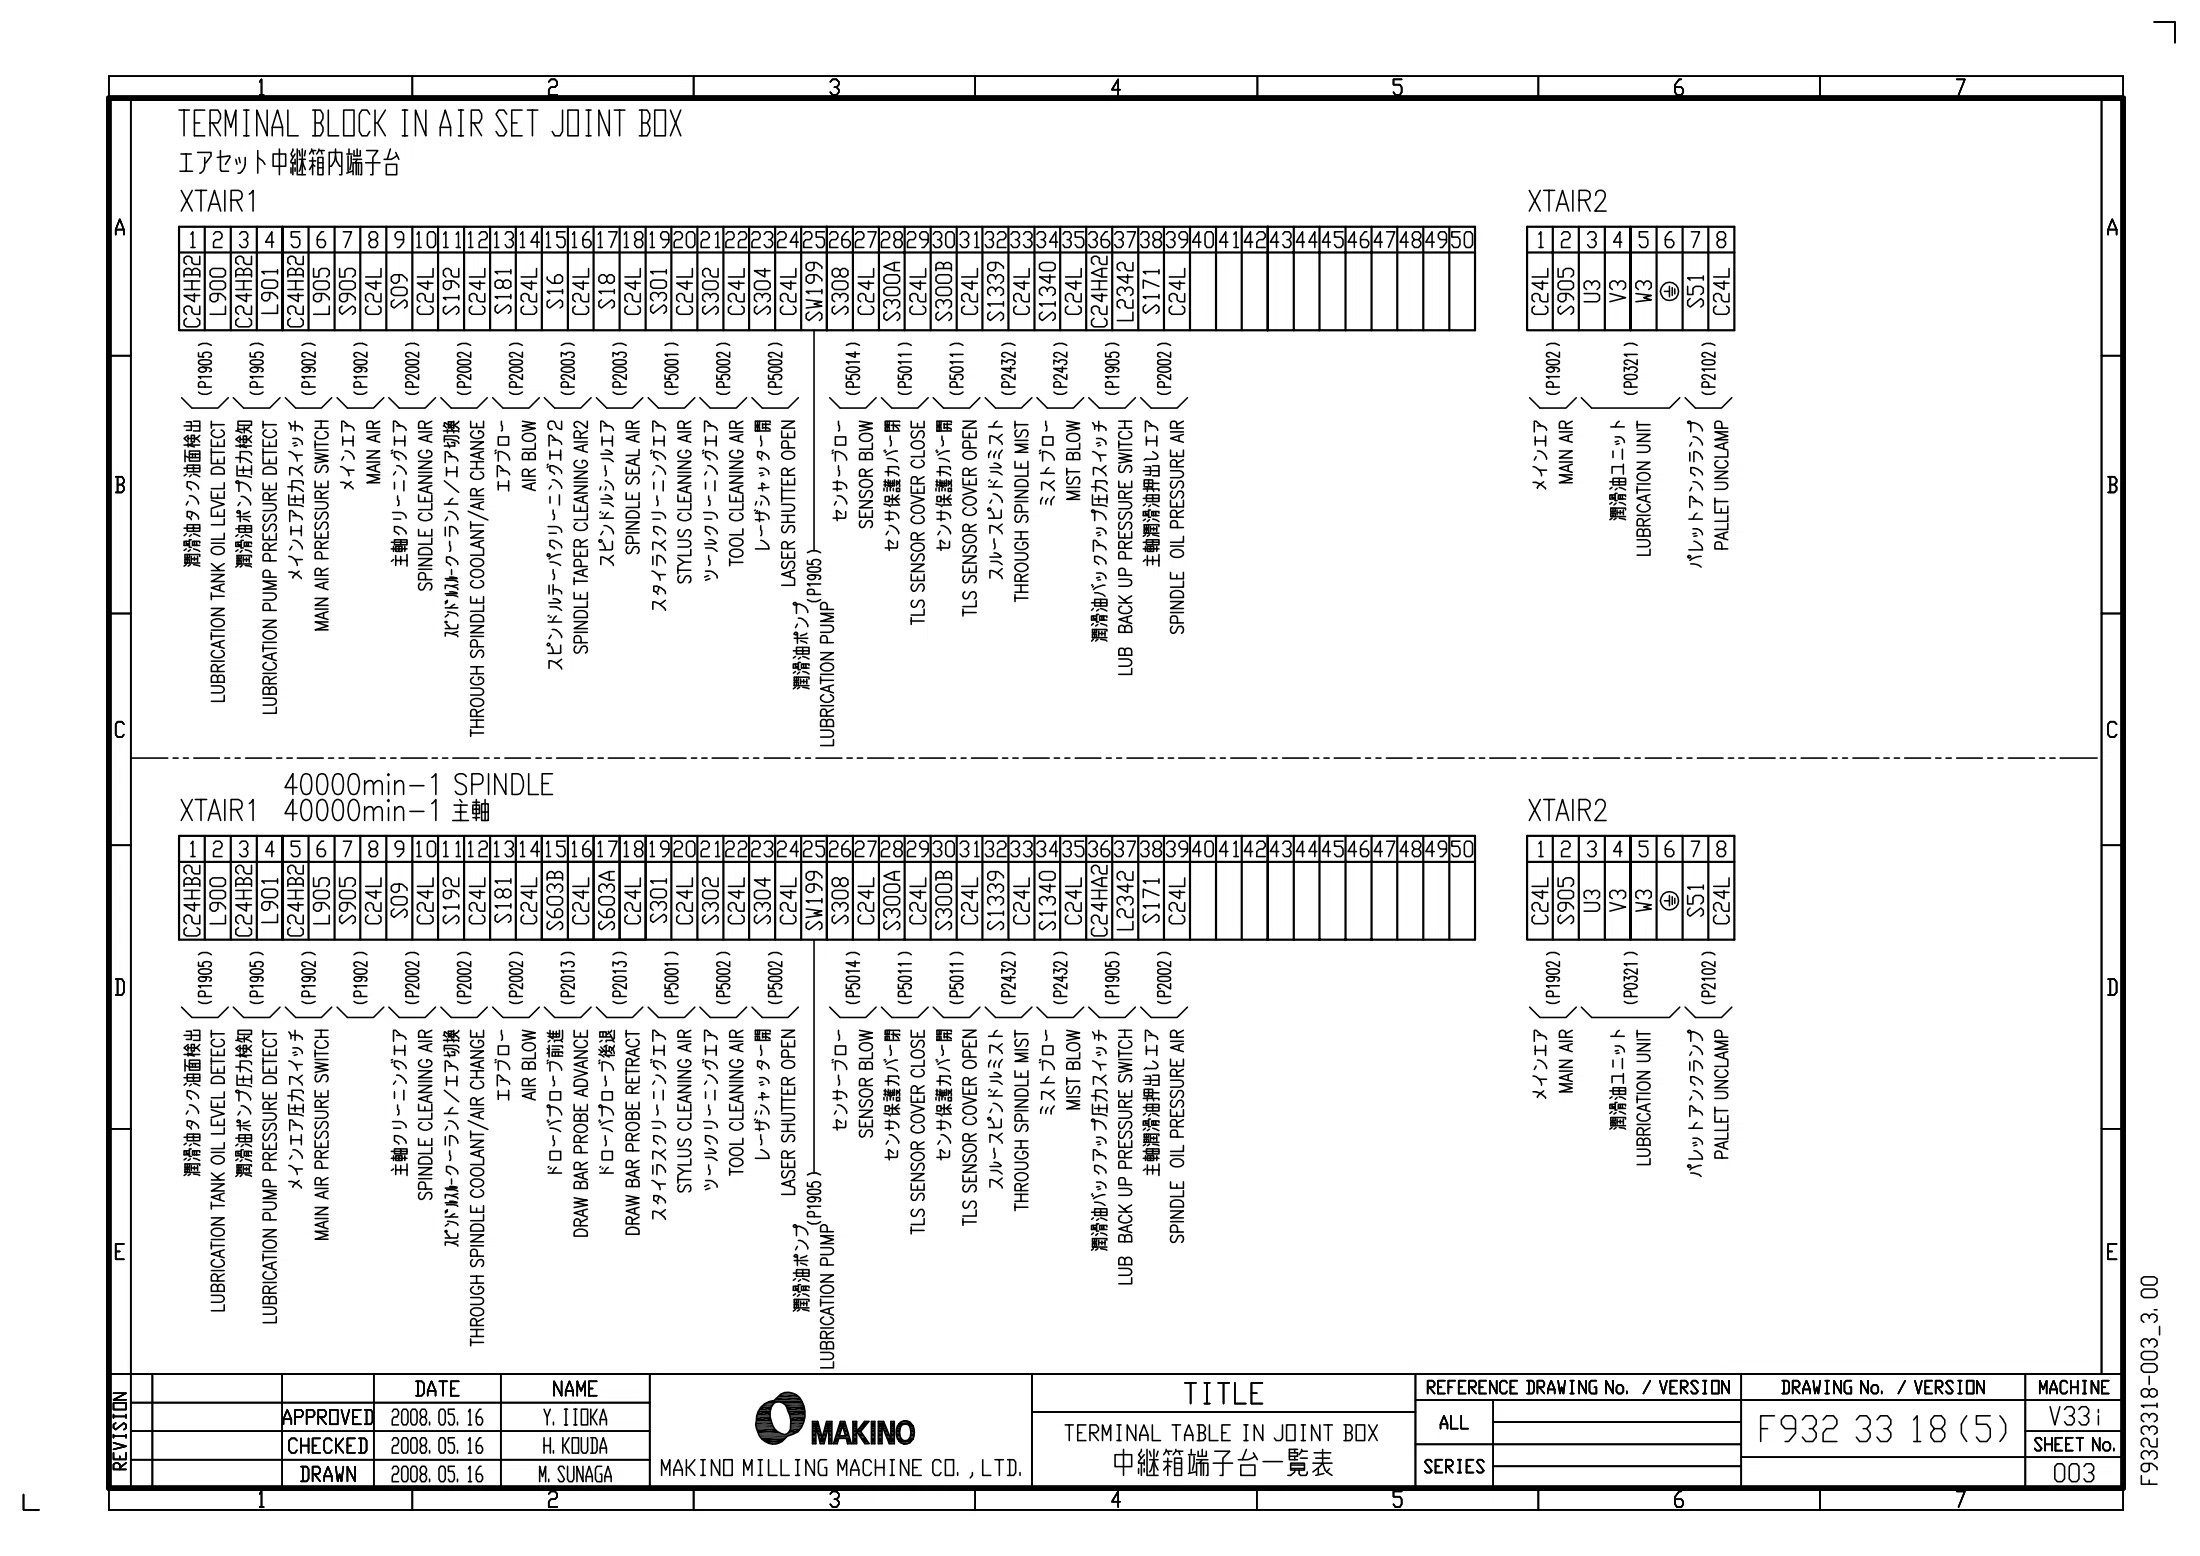 1 2 3 4 5 6 7
TERMINAL BLOCK IN AIR SET JOINT BOX
エアセット中継箱内端子台
XTAIR1
1 2 3 4 5 6 7 8 9 10 11 12 13 14 15 16 17 18 19 20 21 22 23 24 25 26 27 28 29 30 31 32 33 34 35 36 37 38 39 40 41 42 43 44 45 46 47 48 49 50
C24HB2 L900 C24HB2 L901 C24HB2 L905 S905 C24L S09 C24L S192 C24L S181 C24L S16 C24L S18 C24L S301 C24L S302 C24L S304 C24L SW199 S308 C24L S300A C24L S300B C24L S1339 C24L S1340 C24L C24HA2 L2342 S171 C24L
(P1905) (P1905) (P1902) (P1902) (P2002) (P2002) (P2002) (P2003) (P2003) (P5001) (P5002) (P5002) (P5014) (P5011) (P5011) (P2432) (P2432) (P1905) (P2002)
潤滑油タンク油面検出
LUBRICATION TANK OIL LEVEL DETECT
潤滑油ポンプ圧力検知
LUBRICATION PUMP PRESSURE DETECT
メインエア圧力スイッチ
MAIN AIR PRESSURE SWITCH
メインエア
MAIN AIR
主軸クリーニングエア
SPINDLE CLEANING AIR
ｽﾋﾟﾝﾄﾞﾙｽﾙｰクーラント/エア切換
THROUGH SPINDLE COOLANT/AIR CHANGE
エアブロー
AIR BLOW
スピンドルテーパクリーニングエア2
SPINDLE TAPER CLEANING AIR2
スピンドルシールエア
SPINDLE SEAL AIR
スタイラスクリーニングエア
STYLUS CLEANING AIR
ツールクリーニングエア
TOOL CLEANING AIR
レーザシャッター開
LASER SHUTTER OPEN
潤滑油ポンプ (P1905)
LUBRICATION PUMP
センサーブロー
SENSOR BLOW
センサ保護カバー閉
TLS SENSOR COVER CLOSE
センサ保護カバー開
TLS SENSOR COVER OPEN
スルースピンドルミスト
THROUGH SPINDLE MIST
ミストブロー
MIST BLOW
潤滑油バックアップ圧力スイッチ
LUB BACK UP PRESSURE SWITCH
主軸潤滑油押出しエア
SPINDLE OIL PRESSURE AIR
XTAIR2
1 2 3 4 5 6 7 8
C24L S905 U3 V3 W3 S51 C24L
(P1902) (P0321) (P2102)
メインエア
MAIN AIR
潤滑油ユニット
LUBRICATION UNIT
パレットアンクランプ
PALLET UNCLAMP
40000min-1 SPINDLE
XTAIR1 40000min-1 主軸
1 2 3 4 5 6 7 8 9 10 11 12 13 14 15 16 17 18 19 20 21 22 23 24 25 26 27 28 29 30 31 32 33 34 35 36 37 38 39 40 41 42 43 44 45 46 47 48 49 50
C24HB2 L900 C24HB2 L901 C24HB2 L905 S905 C24L S09 C24L S192 C24L S181 C24L S603B C24L S603A C24L S301 C24L S302 C24L S304 C24L SW199 S308 C24L S300A C24L S300B C24L S1339 C24L S1340 C24L C24HA2 L2342 S171 C24L
(P1905) (P1905) (P1902) (P1902) (P2002) (P2002) (P2002) (P2013) (P2013) (P5001) (P5002) (P5002) (P5014) (P5011) (P5011) (P2432) (P2432) (P1905) (P2002)
潤滑油タンク油面検出
LUBRICATION TANK OIL LEVEL DETECT
潤滑油ポンプ圧力検知
LUBRICATION PUMP PRESSURE DETECT
メインエア圧力スイッチ
MAIN AIR PRESSURE SWITCH
主軸クリーニングエア
SPINDLE CLEANING AIR
ｽﾋﾟﾝﾄﾞﾙｽﾙｰクーラント/エア切換
THROUGH SPINDLE COOLANT/AIR CHANGE
エアブロー
AIR BLOW
ドローバプローブ前進
DRAW BAR PROBE ADVANCE
ドローバプローブ後退
DRAW BAR PROBE RETRACT
スタイラスクリーニングエア
STYLUS CLEANING AIR
ツールクリーニングエア
TOOL CLEANING AIR
レーザシャッター開
LASER SHUTTER OPEN
潤滑油ポンプ (P1905)
LUBRICATION PUMP
センサーブロー
SENSOR BLOW
センサ保護カバー閉
TLS SENSOR COVER CLOSE
センサ保護カバー開
TLS SENSOR COVER OPEN
スルースピンドルミスト
THROUGH SPINDLE MIST
ミストブロー
MIST BLOW
潤滑油バックアップ圧力スイッチ
LUB BACK UP PRESSURE SWITCH
主軸潤滑油押出しエア
SPINDLE OIL PRESSURE AIR
XTAIR2
1 2 3 4 5 6 7 8
C24L S905 U3 V3 W3 S51 C24L
(P1902) (P0321) (P2102)
メインエア
MAIN AIR
潤滑油ユニット
LUBRICATION UNIT
パレットアンクランプ
PALLET UNCLAMP
A A
B B
C C
D D
E E
REVISION
DATE NAME
APPROVED 2008.05.16 Y. IIOKA
CHECKED 2008.05.16 H. KOUDA
DRAWN 2008.05.16 M. SUNAGA
MAKINO
MAKINO MILLING MACHINE CO.,LTD.
TITLE
TERMINAL TABLE IN JOINT BOX
中継箱端子台一覧表
REFERENCE DRAWING No. / VERSION
ALL
SERIES
DRAWING No. / VERSION
F932 33 18(5)
MACHINE
V33i
SHEET No.
003
F93233318-003_3.00
1 2 3 4 5 6 7